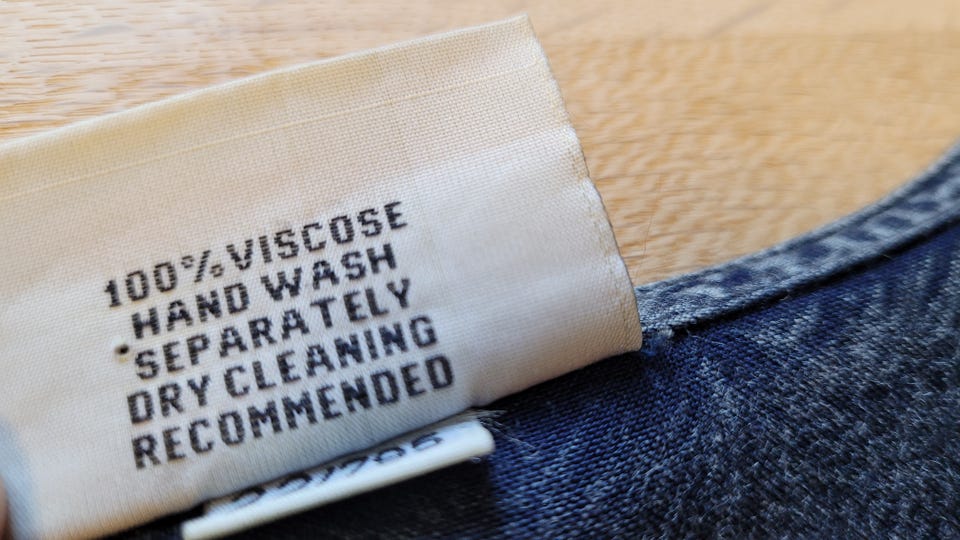 100% VISCOSE
HAND WASH
SEPARATELY
DRY CLEANING
RECOMMENDED